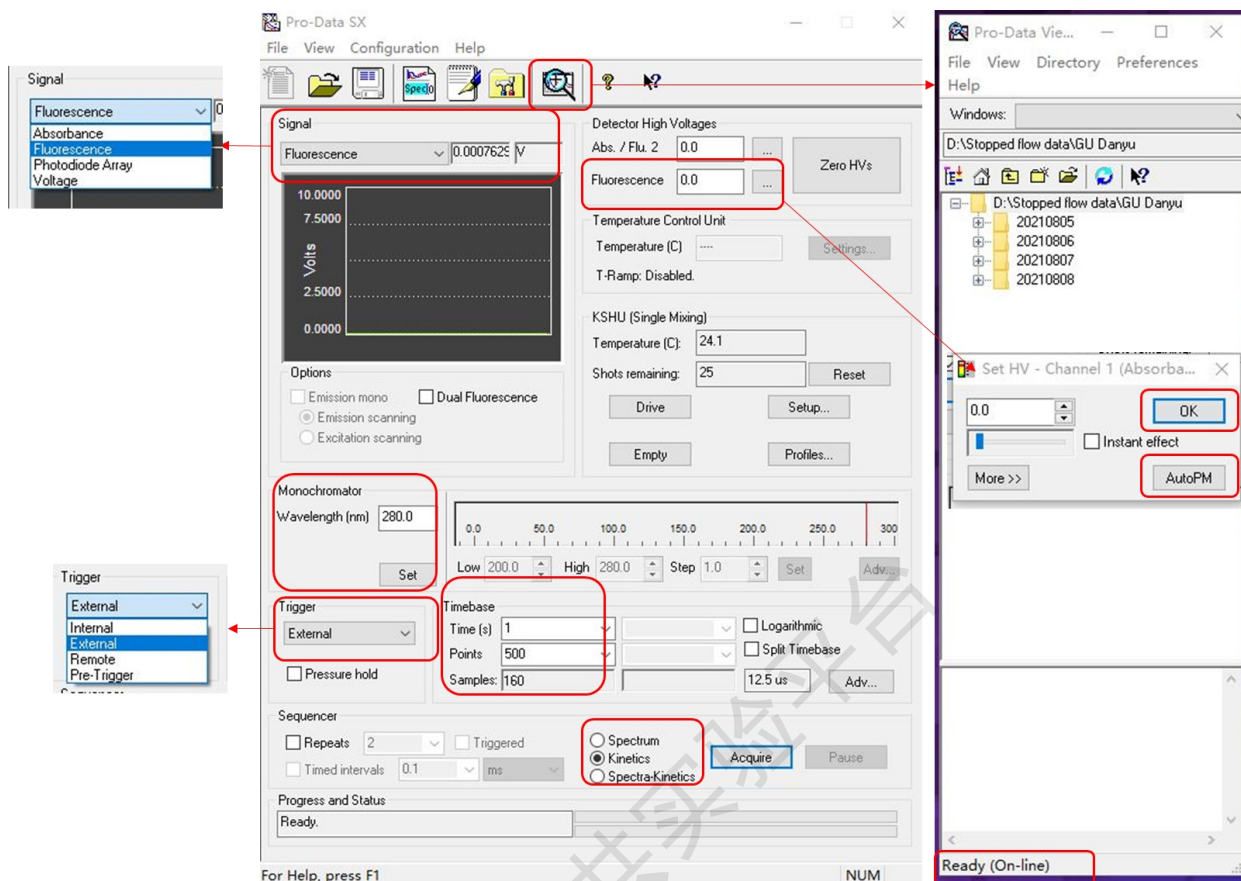 Signal
Fluorescence
0
Absorbance
Fluorescence
Photodiode Array
Voltage
Trigger
External
Internal
External
Remote
Pre-Trigger
Pro-Data SX
File View Configuration Help
Signal
Fluorescence 0.0007629 V
10.0000
7.5000
Volts
2.5000
0.0000
Options
Emission mono Dual Fluorescence
Emission scanning
Excitation scanning
Detector High Voltages
Abs. / Flu. 2 0.0 ...
Fluorescence 0.0 ...
Zero HVs
Temperature Control Unit
Temperature (C) ---- Settings...
T-Ramp: Disabled.
KSHU (Single Mixing)
Temperature (C): 24.1
Shots remaining: 25 Reset
Drive Setup...
Empty Profiles...
Monochromator
Wavelength (nm) 280.0
Set
0.0 50.0 100.0 150.0 200.0 250.0 300
Low 200.0 High 280.0 Step 1.0 Set Adv...
Trigger
External
Pressure hold
Timebase
Time (s) 1 Logarithmic
Points 500 Split Timebase
Samples: 160 12.5 us Adv...
Sequencer
Repeats 2 Triggered
Timed intervals 0.1 ms
Spectrum
Kinetics
Spectra-Kinetics
Acquire Pause
Progress and Status
Ready.
For Help, press F1 NUM
Pro-Data Vie...
File View Directory Preferences
Help
Windows:
D:\Stopped flow data\GU Danyu
D:\Stopped flow data\GU Danyu
20210805
20210806
20210807
20210808
Set HV - Channel 1 (Absorba...
0.0 OK
Instant effect
More >> AutoPM
Ready (On-line)
共实验平台